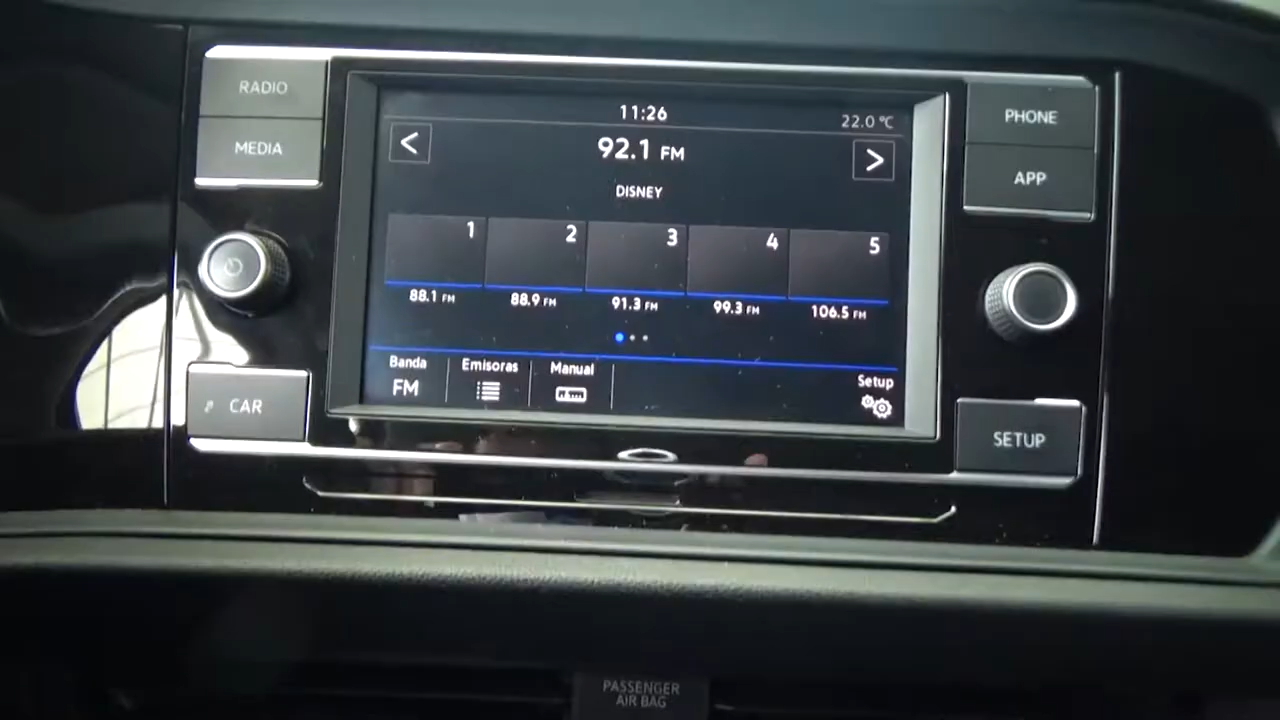 RADIO
MEDIA
CAR
11:26
22.0 °C
<
92.1 FM
>
DISNEY
1
2
3
4
5
88.1 FM
88.9 FM
91.3 FM
99.3 FM
106.5 FM
Banda
FM
Emisoras
Manual
Setup
PHONE
APP
SETUP
PASSENGER
AIR BAG